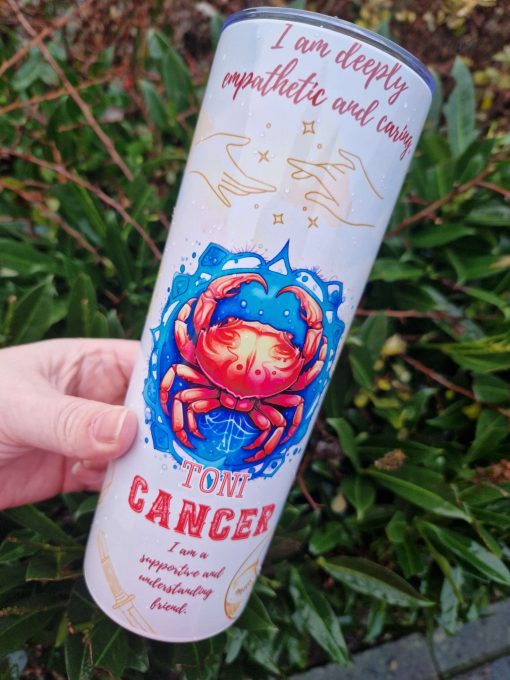 I am deeply
empathetic and caring
TONI
CANCER
I am a
supportive and
understanding
friend.